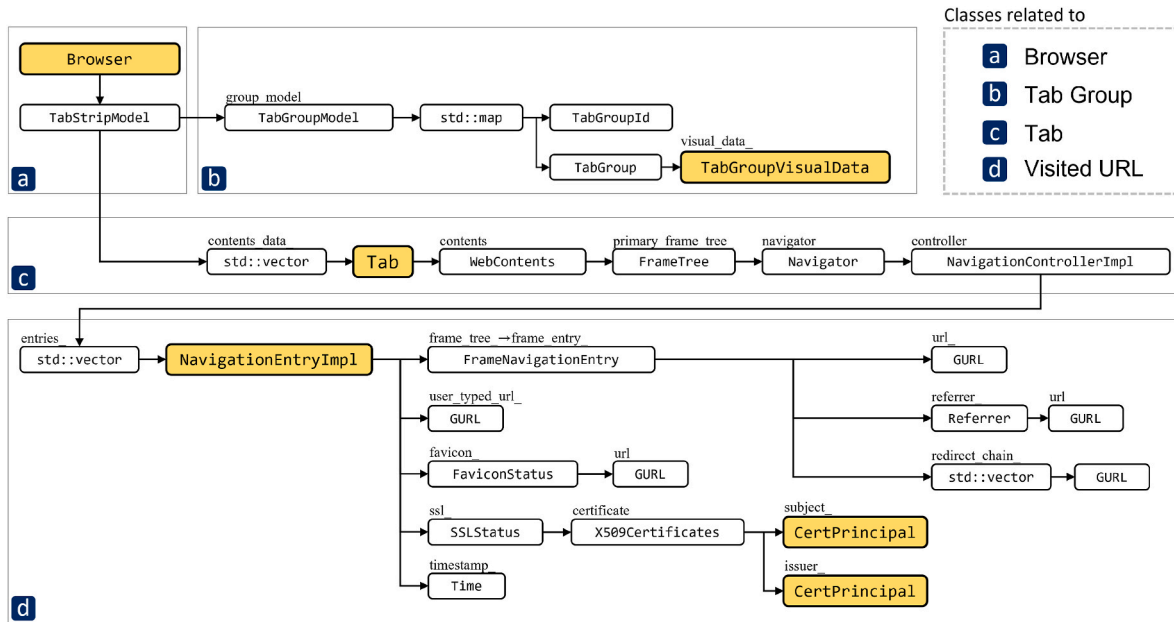 Classes related to
a Browser
b Tab Group
c Tab
d Visited URL
Browser
TabStripModel
a
group_model
TabGroupModel
std::map
TabGroupId
TabGroup
visual_data_
TabGroupVisualData
b
contents_data_
std::vector
Tab
contents
WebContents
primary_frame_tree
FrameTree
navigator
Navigator
controller
NavigationControllerImpl
c
entries_
std::vector
NavigationEntryImpl
frame_tree_→frame_entry_
FrameNavigationEntry
url_
GURL
user_typed_url_
GURL
referrer_
Referrer
url
GURL
favicon_
FaviconStatus
url
GURL
redirect_chain_
std::vector
GURL
ssl_
SSLStatus
certificate
X509Certificates
subject_
CertPrincipal
issuer_
CertPrincipal
timestamp_
Time
d